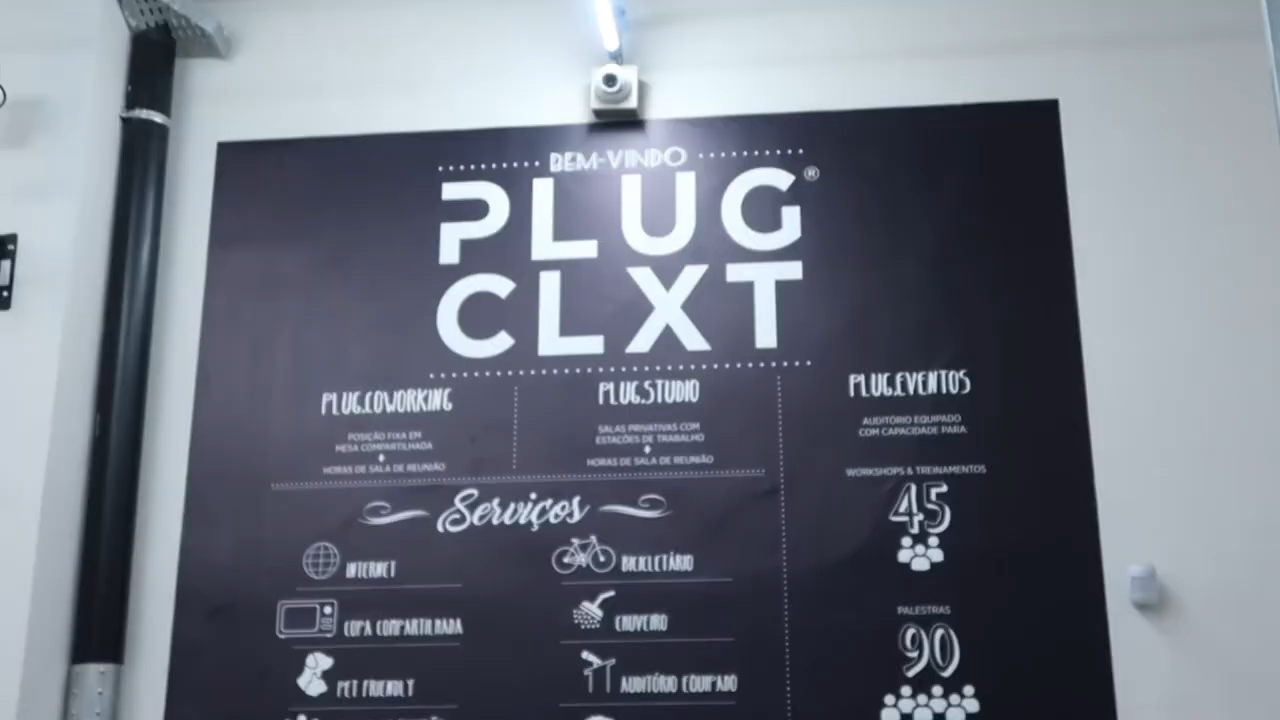 BEM-VINDO
PLUG®
CLXT
PLUG.COWORKING
POSIÇÃO FIXA EM
MESA COMPARTILHADA
HORAS DE SALA DE REUNIÃO
PLUG.STUDIO
SALAS PRIVATIVAS COM
ESTAÇÕES DE TRABALHO
HORAS DE SALA DE REUNIÃO
PLUG.EVENTOS
AUDITÓRIO EQUIPADO
COM CAPACIDADE PARA:
WORKSHOPS & TREINAMENTOS
45
PALESTRAS
90
Serviços
INTERNET
BICICLETÁRIO
COPA COMPARTILHADA
CHUVEIRO
PET FRIENDLY
AUDITÓRIO EQUIPADO